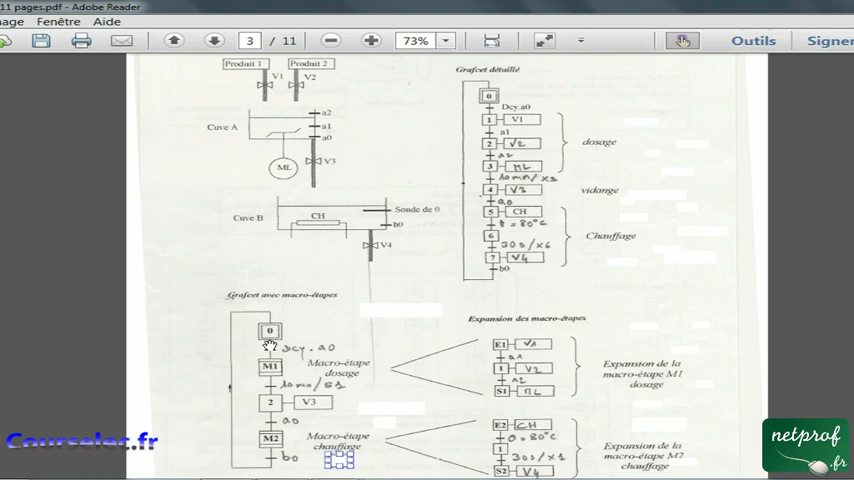 11 pages.pdf - Adobe Reader
nage Fenêtre Aide
3 / 11 73% Outils Signer
Produit 1 Produit 2
V1 V2
Cuve A
a2
a1
a0
ML
V3
Cuve B
CH
Sonde de θ
b0
V4
Grafcet détaillé
0
Dcy.a0
1 V1
a1
2 V2
a2
3 ML
dosage
10mn/X3
4 V3
vidange
a0
5 CH
θ = 80°C
6
30s/X6
7 V4
Chauffage
b0
Grafcet avec macro-étapes
0
Dcy.a0
M1
Macro-étape
dosage
10mn/S1
2 V3
a0
M2
Macro-étape
chauffage
b0
Expansion des macro-étapes
E1 V1
a1
1 V2
a2
S1 ML
Expansion de la
macro-étape M1
dosage
E2 CH
θ = 80°C
1
30s/X1
S2 V4
Expansion de la
macro-étape M2
chauffage
Courselec.fr
netprof
.fr